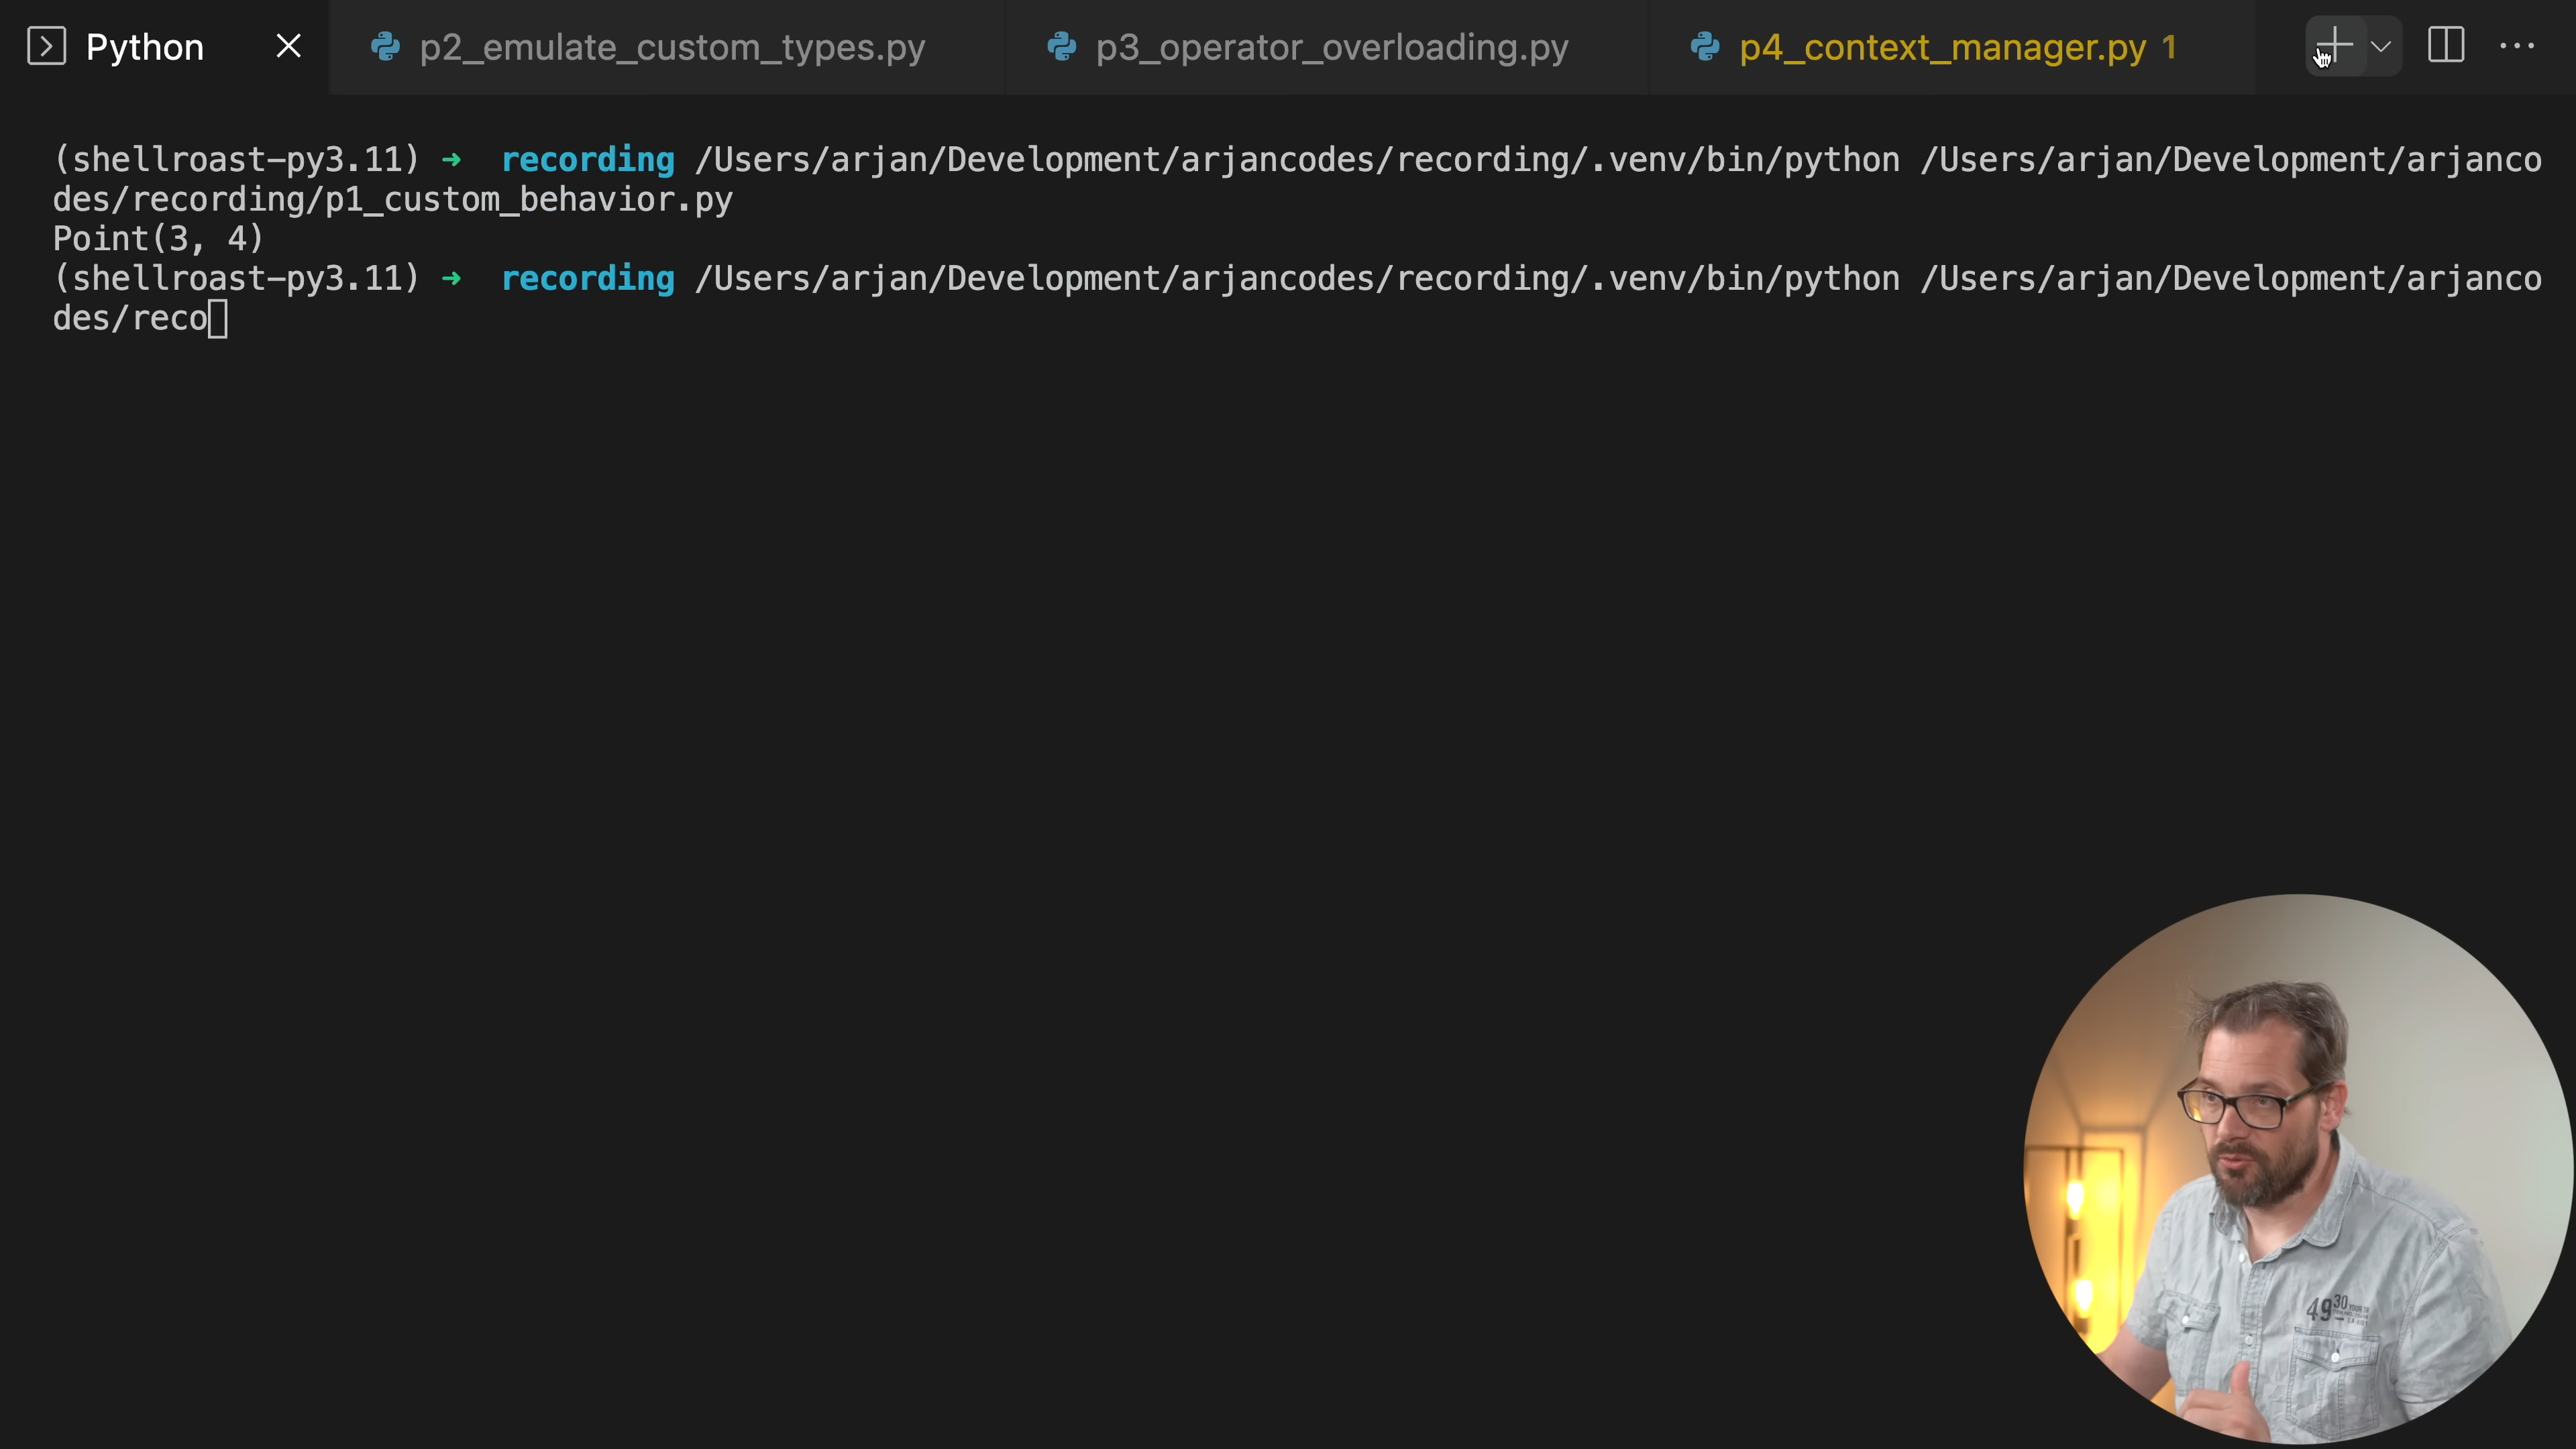 Python
p2_emulate_custom_types.py
p3_operator_overloading.py
p4_context_manager.py 1
(shellroast-py3.11) ➜ recording /Users/arjan/Development/arjancodes/recording/.venv/bin/python /Users/arjan/Development/arjanco
des/recording/p1_custom_behavior.py
Point(3, 4)
(shellroast-py3.11) ➜ recording /Users/arjan/Development/arjancodes/recording/.venv/bin/python /Users/arjan/Development/arjanco
des/reco
4930